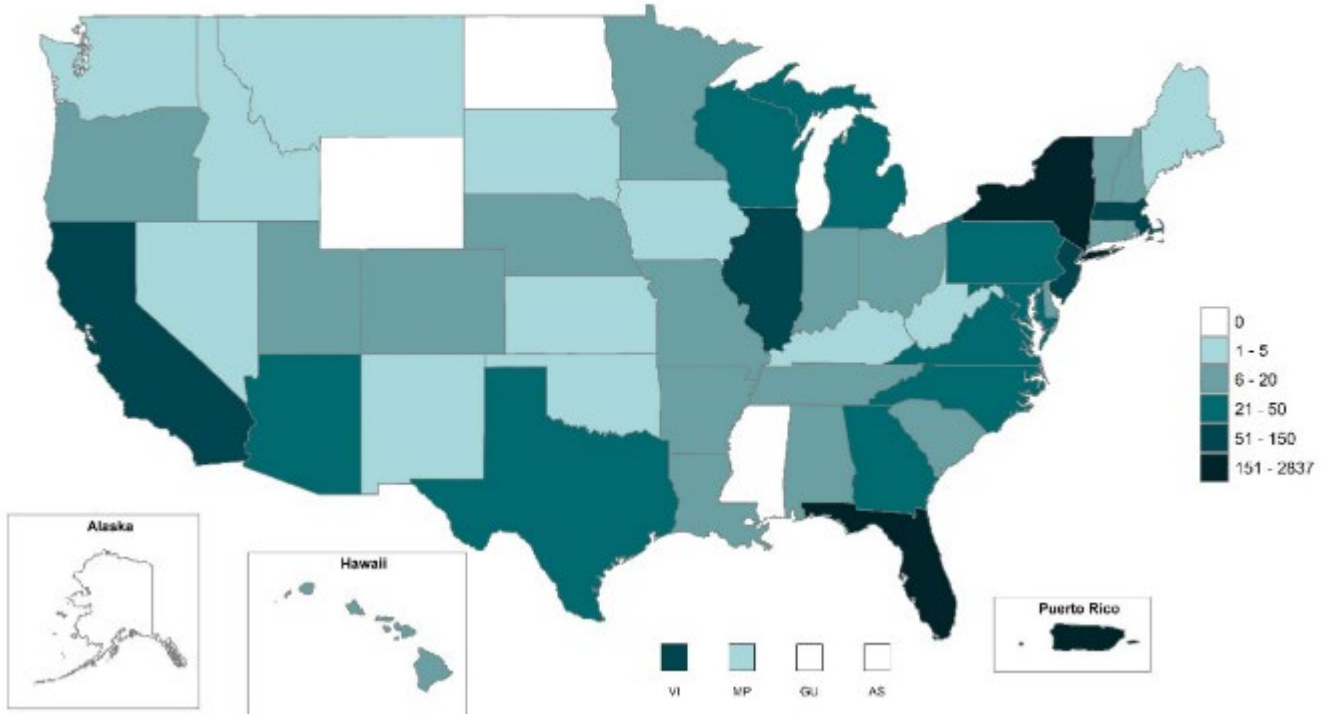 0
1 - 5
6 - 20
21 - 50
51 - 150
151 - 2837
Alaska
Hawaii
Puerto Rico
VI
MP
GU
AS